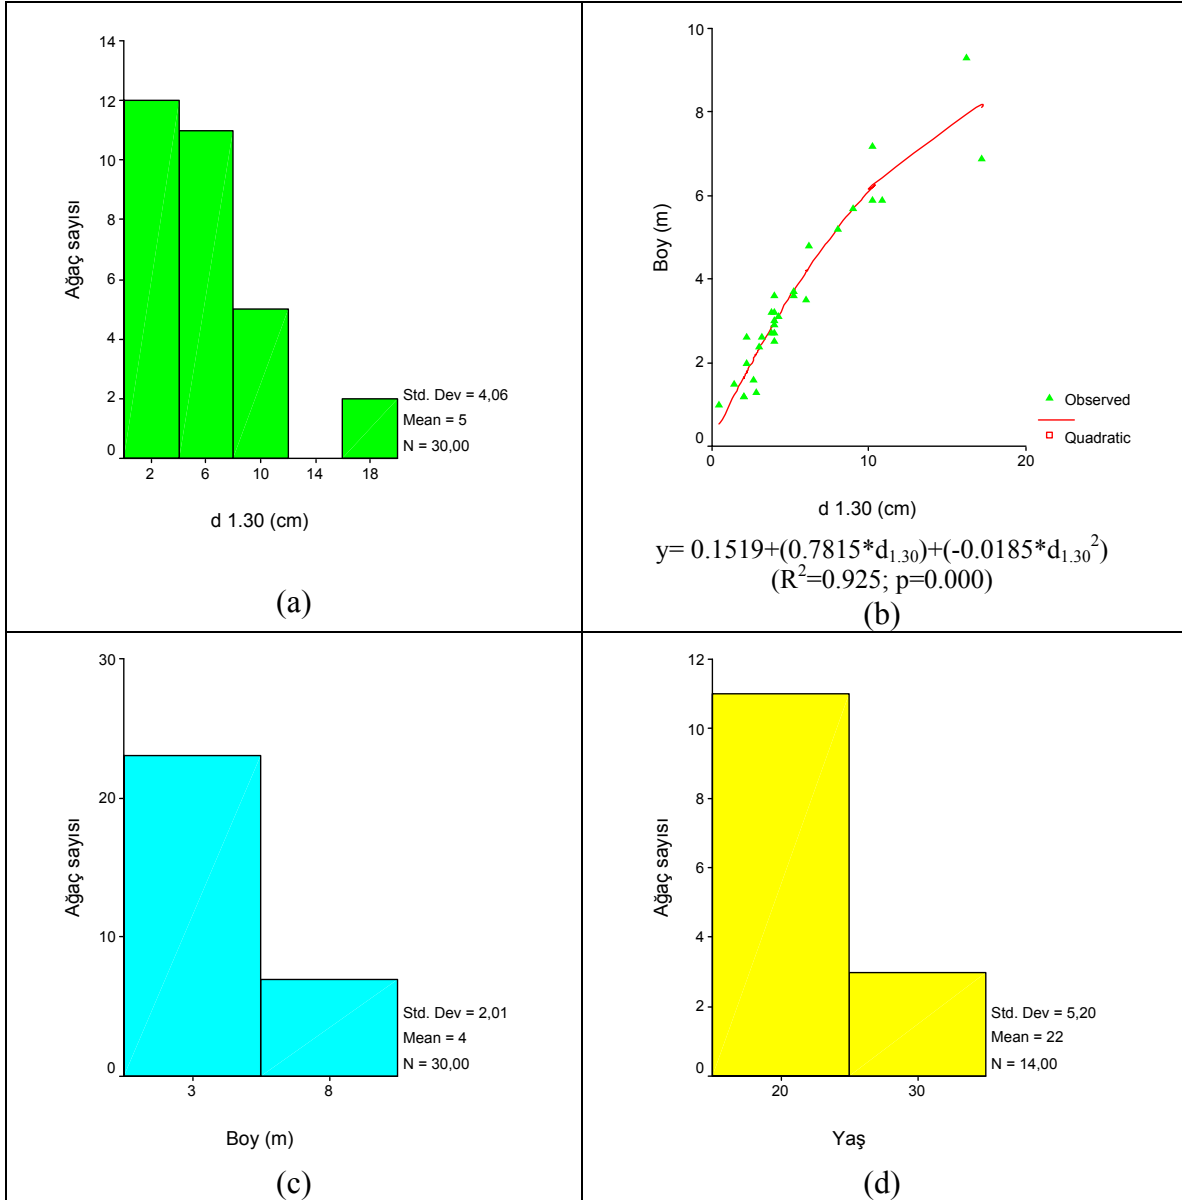 14
12
10
8
6
4
2
0
Ağaç sayısı
2 6 10 14 18
d 1.30 (cm)
Std. Dev = 4,06
Mean = 5
N = 30,00
(a)
10
8
6
4
2
0
Boy (m)
0 10 20
d 1.30 (cm)
Observed
Quadratic
y= 0.1519+(0.7815*d₁.₃₀)+(-0.0185*d₁.₃₀²)
(R²=0.925; p=0.000)
(b)
30
20
10
0
Ağaç sayısı
3 8
Boy (m)
Std. Dev = 2,01
Mean = 4
N = 30,00
(c)
12
10
8
6
4
2
0
Ağaç sayısı
20 30
Yaş
Std. Dev = 5,20
Mean = 22
N = 14,00
(d)